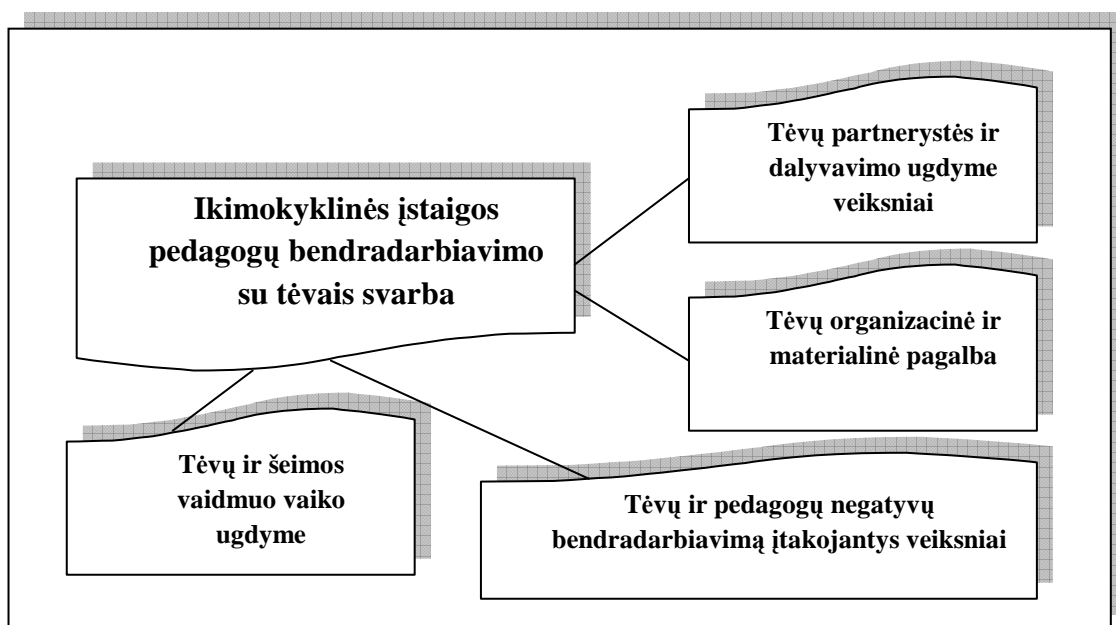 Ikimokyklinės įstaigos
pedagogų bendradarbiavimo
su tėvais svarba
Tėvų partnerystės ir
dalyvavimo ugdyme
veiksniai
Tėvų organizacinė ir
materialinė pagalba
Tėvų ir šeimos
vaidmuo vaiko
ugdyme
Tėvų ir pedagogų negatyvų
bendradarbiavimą įtakojantys veiksniai